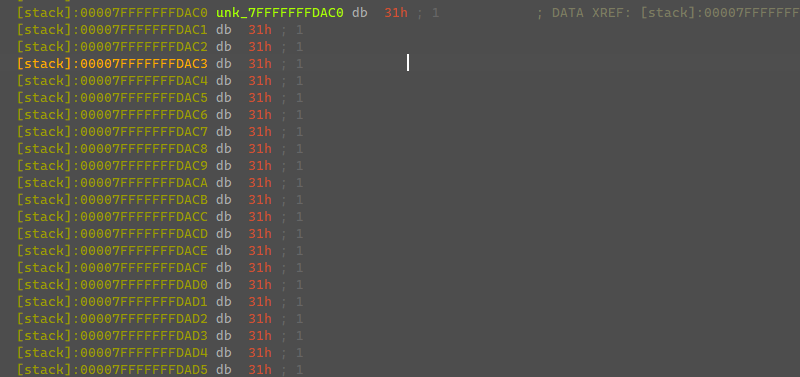 [stack]:00007FFFFFFFDAC0 unk_7FFFFFFFDAC0 db  31h ; 1            ; DATA XREF: [stack]:00007FFFFFFF
[stack]:00007FFFFFFFDAC1 db  31h ; 1
[stack]:00007FFFFFFFDAC2 db  31h ; 1
[stack]:00007FFFFFFFDAC3 db  31h ; 1
[stack]:00007FFFFFFFDAC4 db  31h ; 1
[stack]:00007FFFFFFFDAC5 db  31h ; 1
[stack]:00007FFFFFFFDAC6 db  31h ; 1
[stack]:00007FFFFFFFDAC7 db  31h ; 1
[stack]:00007FFFFFFFDAC8 db  31h ; 1
[stack]:00007FFFFFFFDAC9 db  31h ; 1
[stack]:00007FFFFFFFDACA db  31h ; 1
[stack]:00007FFFFFFFDACB db  31h ; 1
[stack]:00007FFFFFFFDACC db  31h ; 1
[stack]:00007FFFFFFFDACD db  31h ; 1
[stack]:00007FFFFFFFDACE db  31h ; 1
[stack]:00007FFFFFFFDACF db  31h ; 1
[stack]:00007FFFFFFFDAD0 db  31h ; 1
[stack]:00007FFFFFFFDAD1 db  31h ; 1
[stack]:00007FFFFFFFDAD2 db  31h ; 1
[stack]:00007FFFFFFFDAD3 db  31h ; 1
[stack]:00007FFFFFFFDAD4 db  31h ; 1
[stack]:00007FFFFFFFDAD5 db  31h ; 1